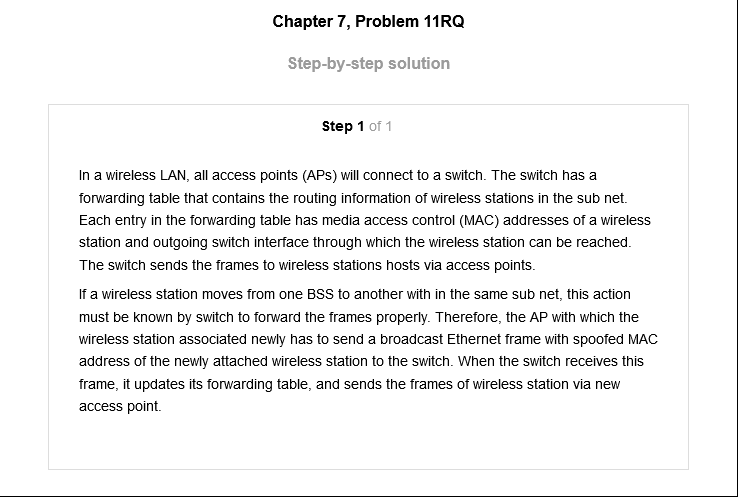 Chapter 7, Problem 11RQ
Step-by-step solution
Step 1 of 1
In a wireless LAN, all access points (APs) will connect to a switch. The switch has a
forwarding table that contains the routing information of wireless stations in the sub net.
Each entry in the forwarding table has media access control (MAC) addresses of a wireless
station and outgoing switch interface through which the wireless station can be reached.
The switch sends the frames to wireless stations hosts via access points.
If a wireless station moves from one BSS to another with in the same sub net, this action
must be known by switch to forward the frames properly. Therefore, the AP with which the
wireless station associated newly has to send a broadcast Ethernet frame with spoofed MAC
address of the newly attached wireless station to the switch. When the switch receives this
frame, it updates its forwarding table, and sends the frames of wireless station via new
access point.